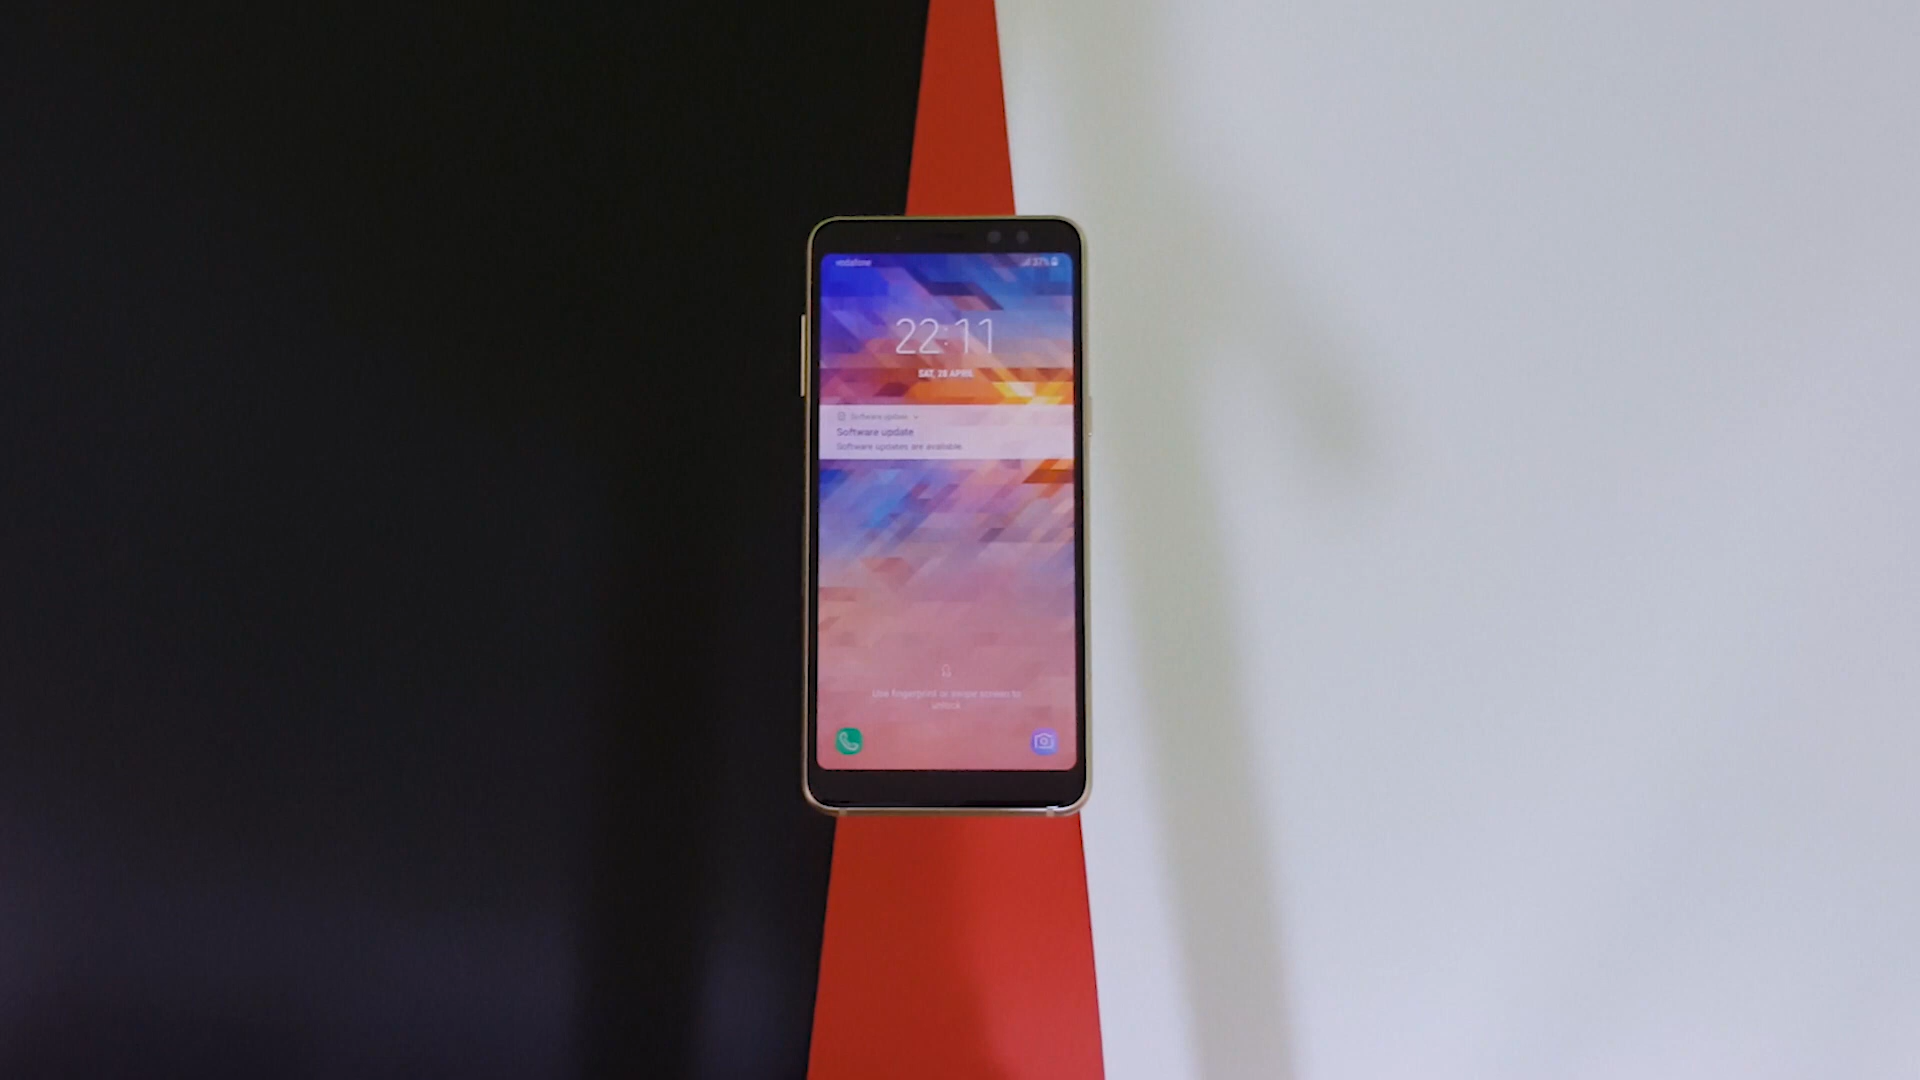 vodafone
37%
22:11
SAT, 28 APRIL
Software update
Software update
Software updates are available.
Use fingerprint or swipe screen to
unlock